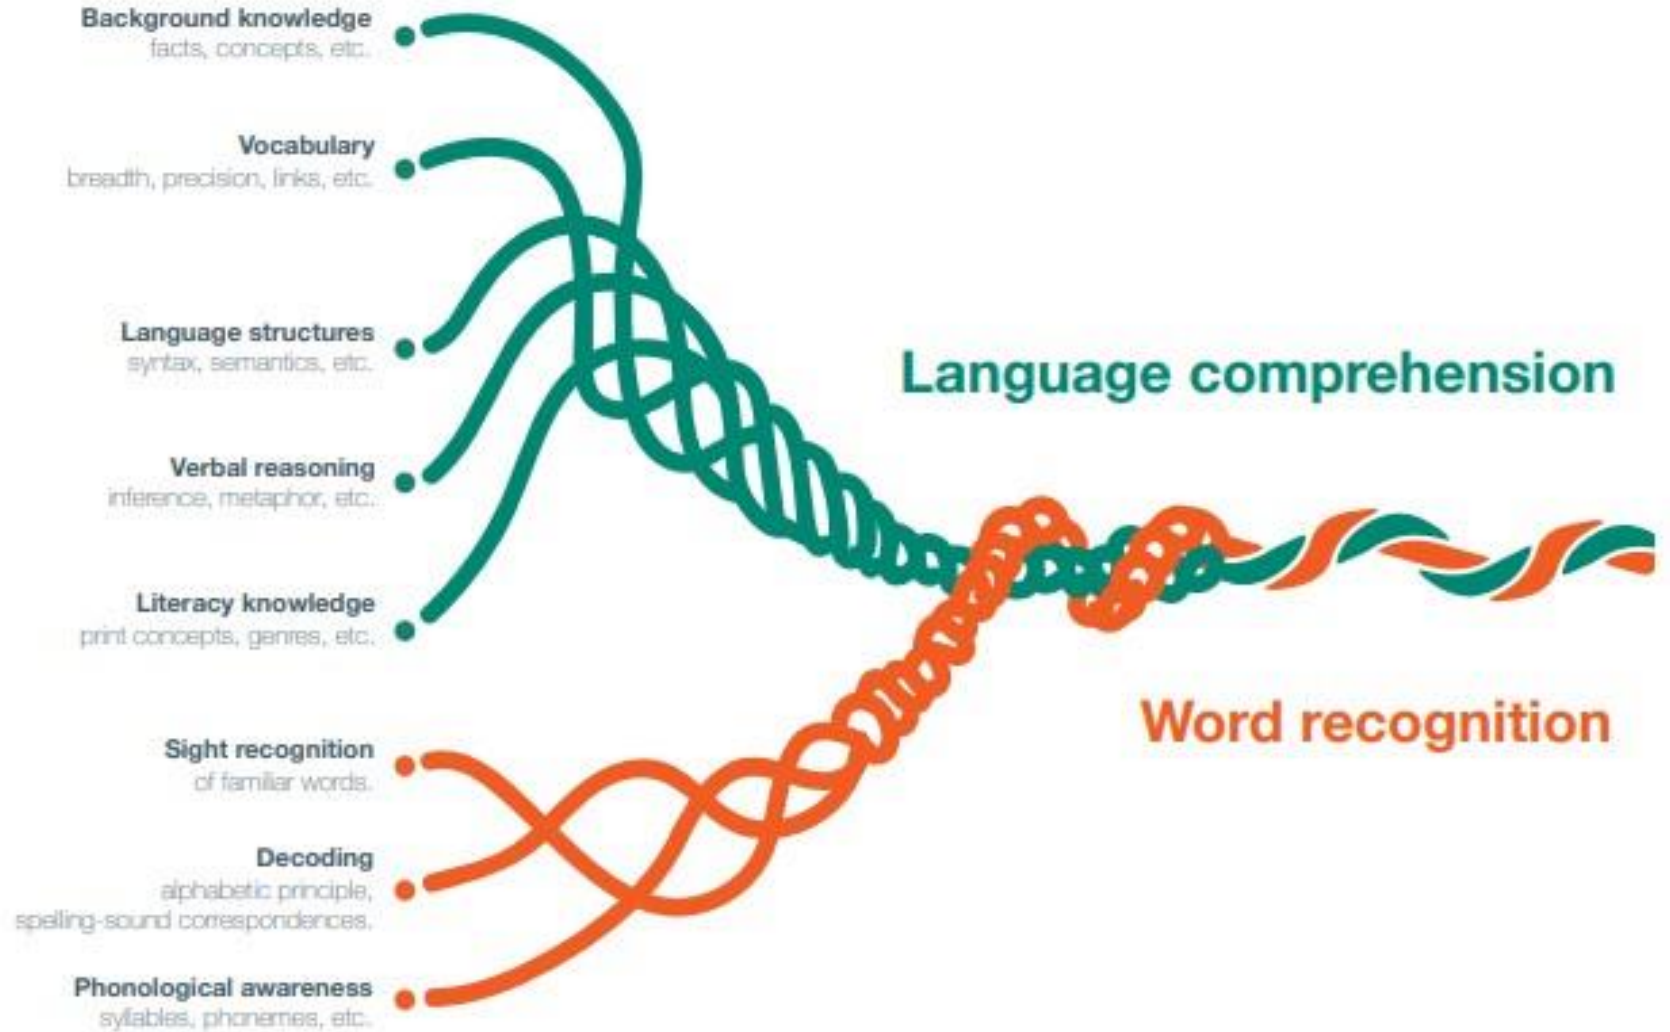 Background knowledge
facts, concepts, etc.
Vocabulary
breadth, precision, links, etc.
Language structures
syntax, semantics, etc.
Verbal reasoning
inference, metaphor, etc.
Literacy knowledge
print concepts, genres, etc.
Sight recognition
of familiar words.
Decoding
alphabetic principle,
spelling-sound correspondences.
Phonological awareness
syllables, phonemes, etc.
Language comprehension
Word recognition